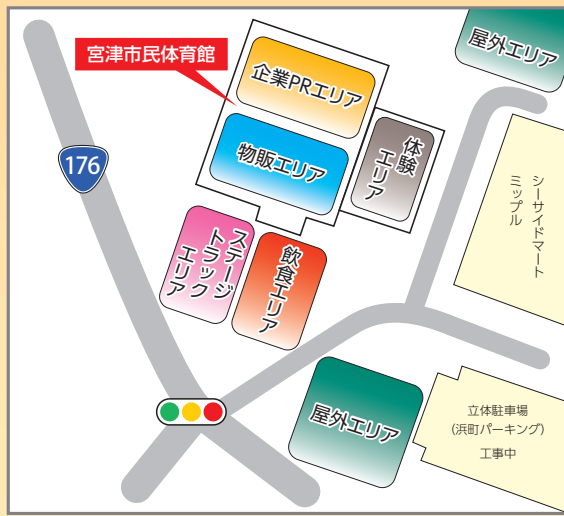 屋外エリア
宮津市民体育館
企業PRエリア
体験
エリア
物販エリア
176
シーサイドマート
ミップル
ステージ
トラック
エリア
飲食エリア
屋外エリア
立体駐車場
(浜町パーキング)
工事中